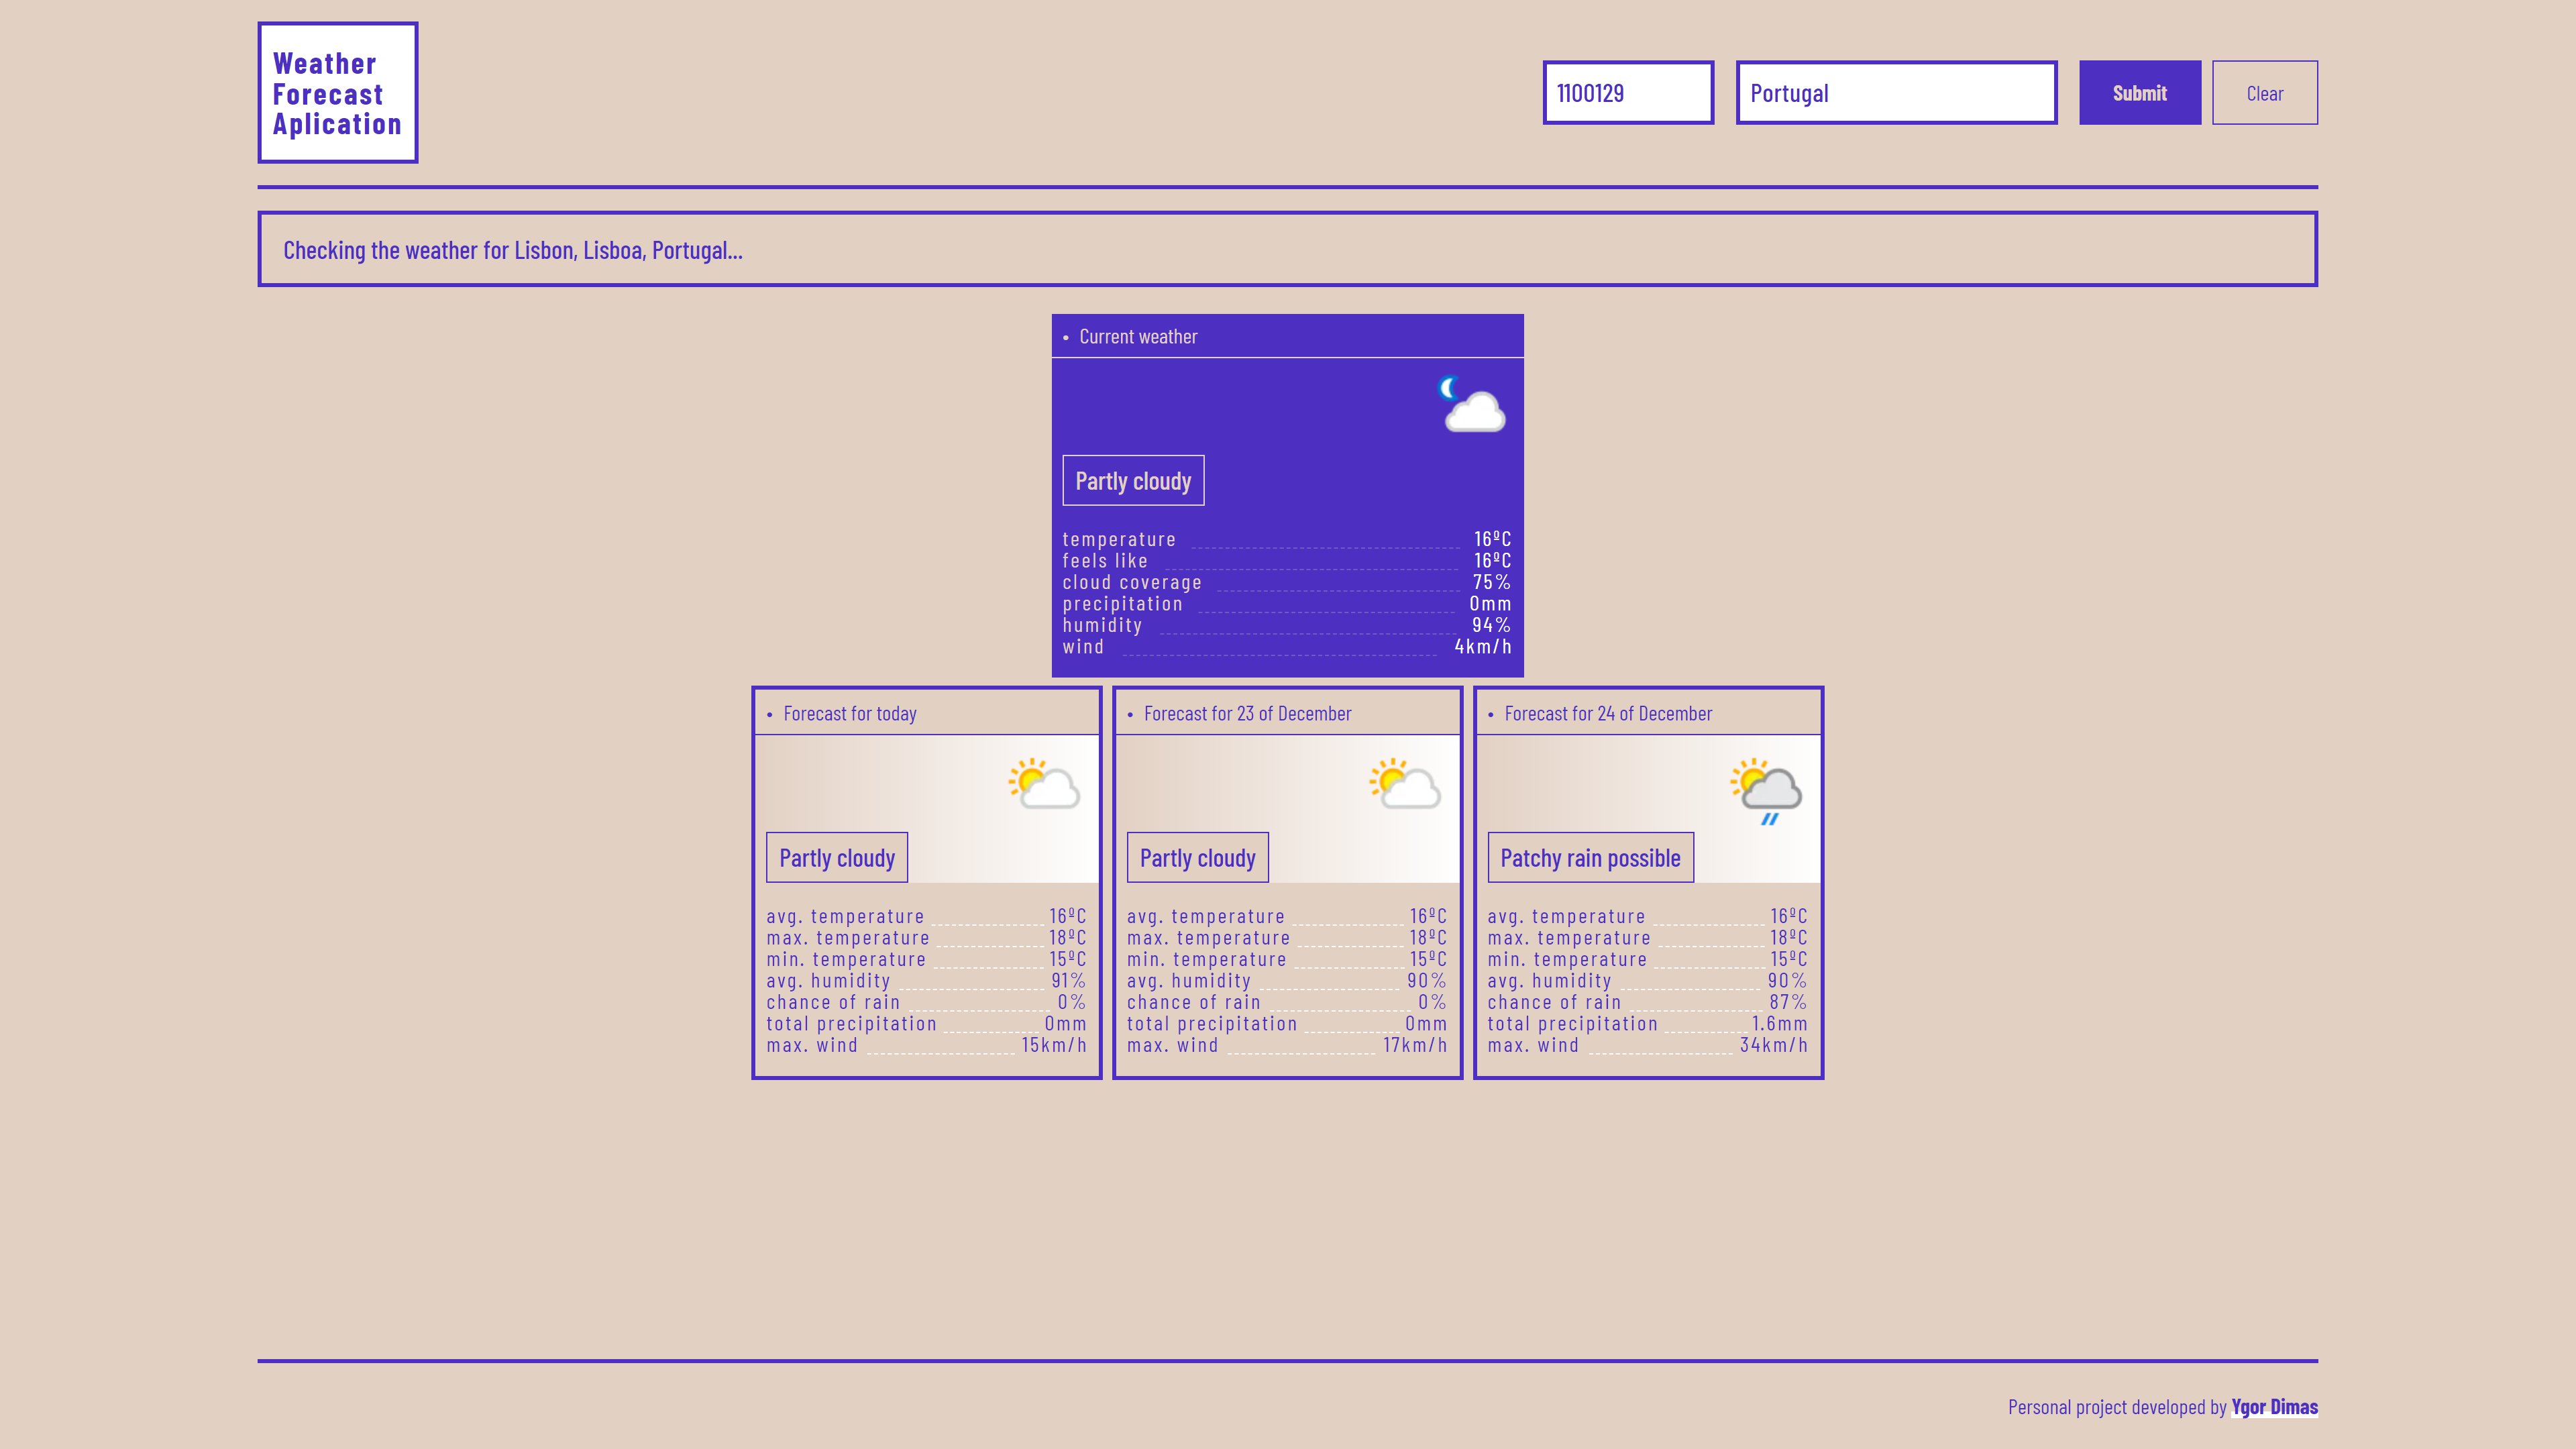 Weather
Forecast
Aplication
1100129
Portugal
Submit
Clear
Checking the weather for Lisbon, Lisboa, Portugal...
• Current weather
Partly cloudy
temperature 16ºC
feels like 16ºC
cloud coverage 75%
precipitation 0mm
humidity 94%
wind 4km/h
• Forecast for today
Partly cloudy
avg. temperature 16ºC
max. temperature 18ºC
min. temperature 15ºC
avg. humidity 91%
chance of rain 0%
total precipitation 0mm
max. wind 15km/h
• Forecast for 23 of December
Partly cloudy
avg. temperature 16ºC
max. temperature 18ºC
min. temperature 15ºC
avg. humidity 90%
chance of rain 0%
total precipitation 0mm
max. wind 17km/h
• Forecast for 24 of December
Patchy rain possible
avg. temperature 16ºC
max. temperature 18ºC
min. temperature 15ºC
avg. humidity 90%
chance of rain 87%
total precipitation 1.6mm
max. wind 34km/h
Personal project developed by Ygor Dimas